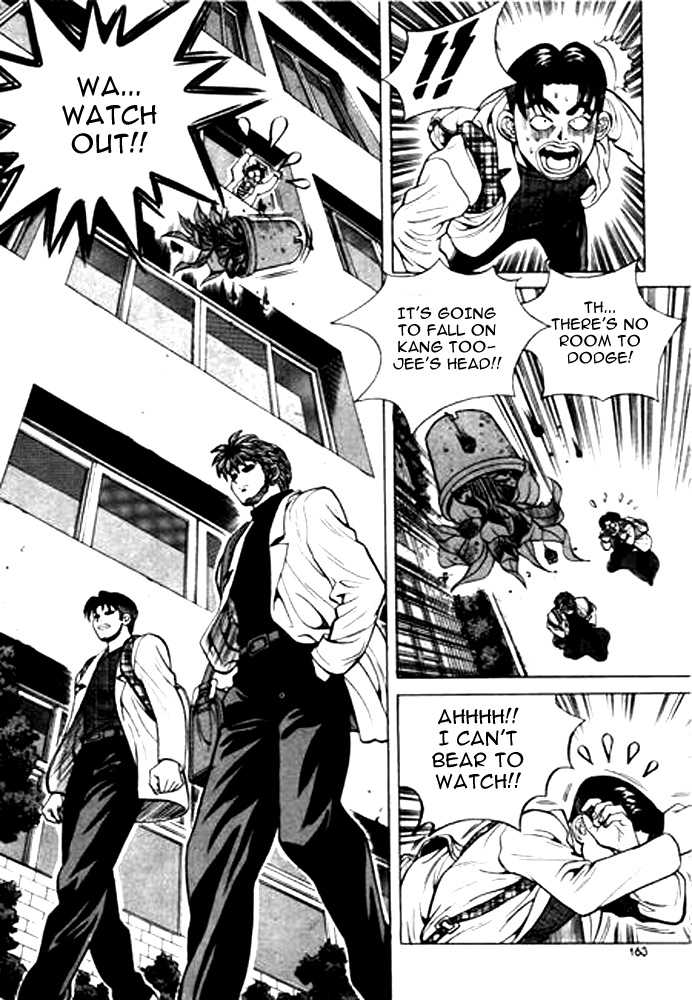 WA...
WATCH
OUT!!
!!
IT'S GOING
TO FALL ON
KANG TOO-
JEE'S HEAD!!
TH...
THERE'S NO
ROOM TO
DODGE!
AHHHH!!
I CAN'T
BEAR TO
WATCH!!
163